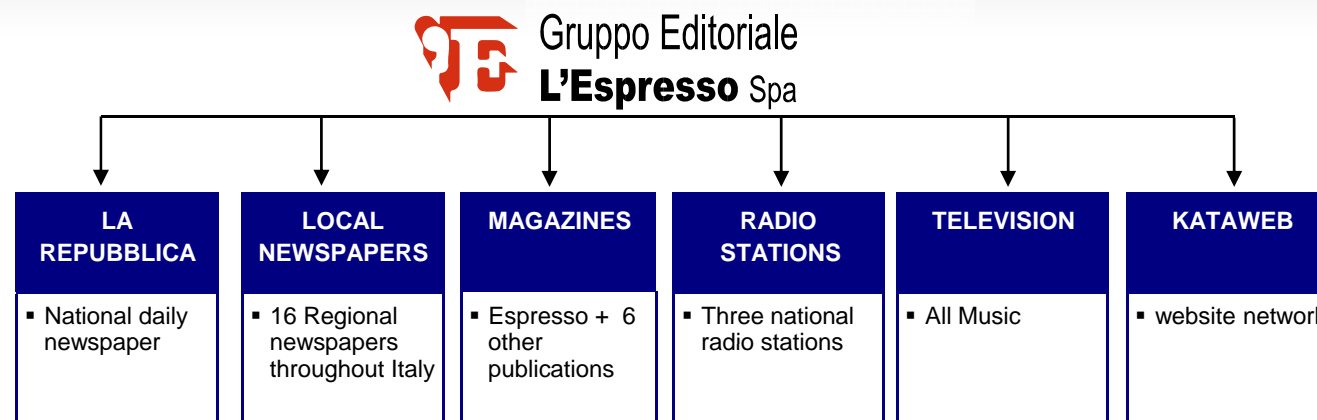 Gruppo Editoriale
L'Espresso Spa
LA
REPUBBLICA
▪ National daily
newspaper
LOCAL
NEWSPAPERS
▪ 16 Regional
newspapers
throughout Italy
MAGAZINES
▪ Espresso + 6
other
publications
RADIO
STATIONS
▪ Three national
radio stations
TELEVISION
▪ All Music
KATAWEB
▪ website network